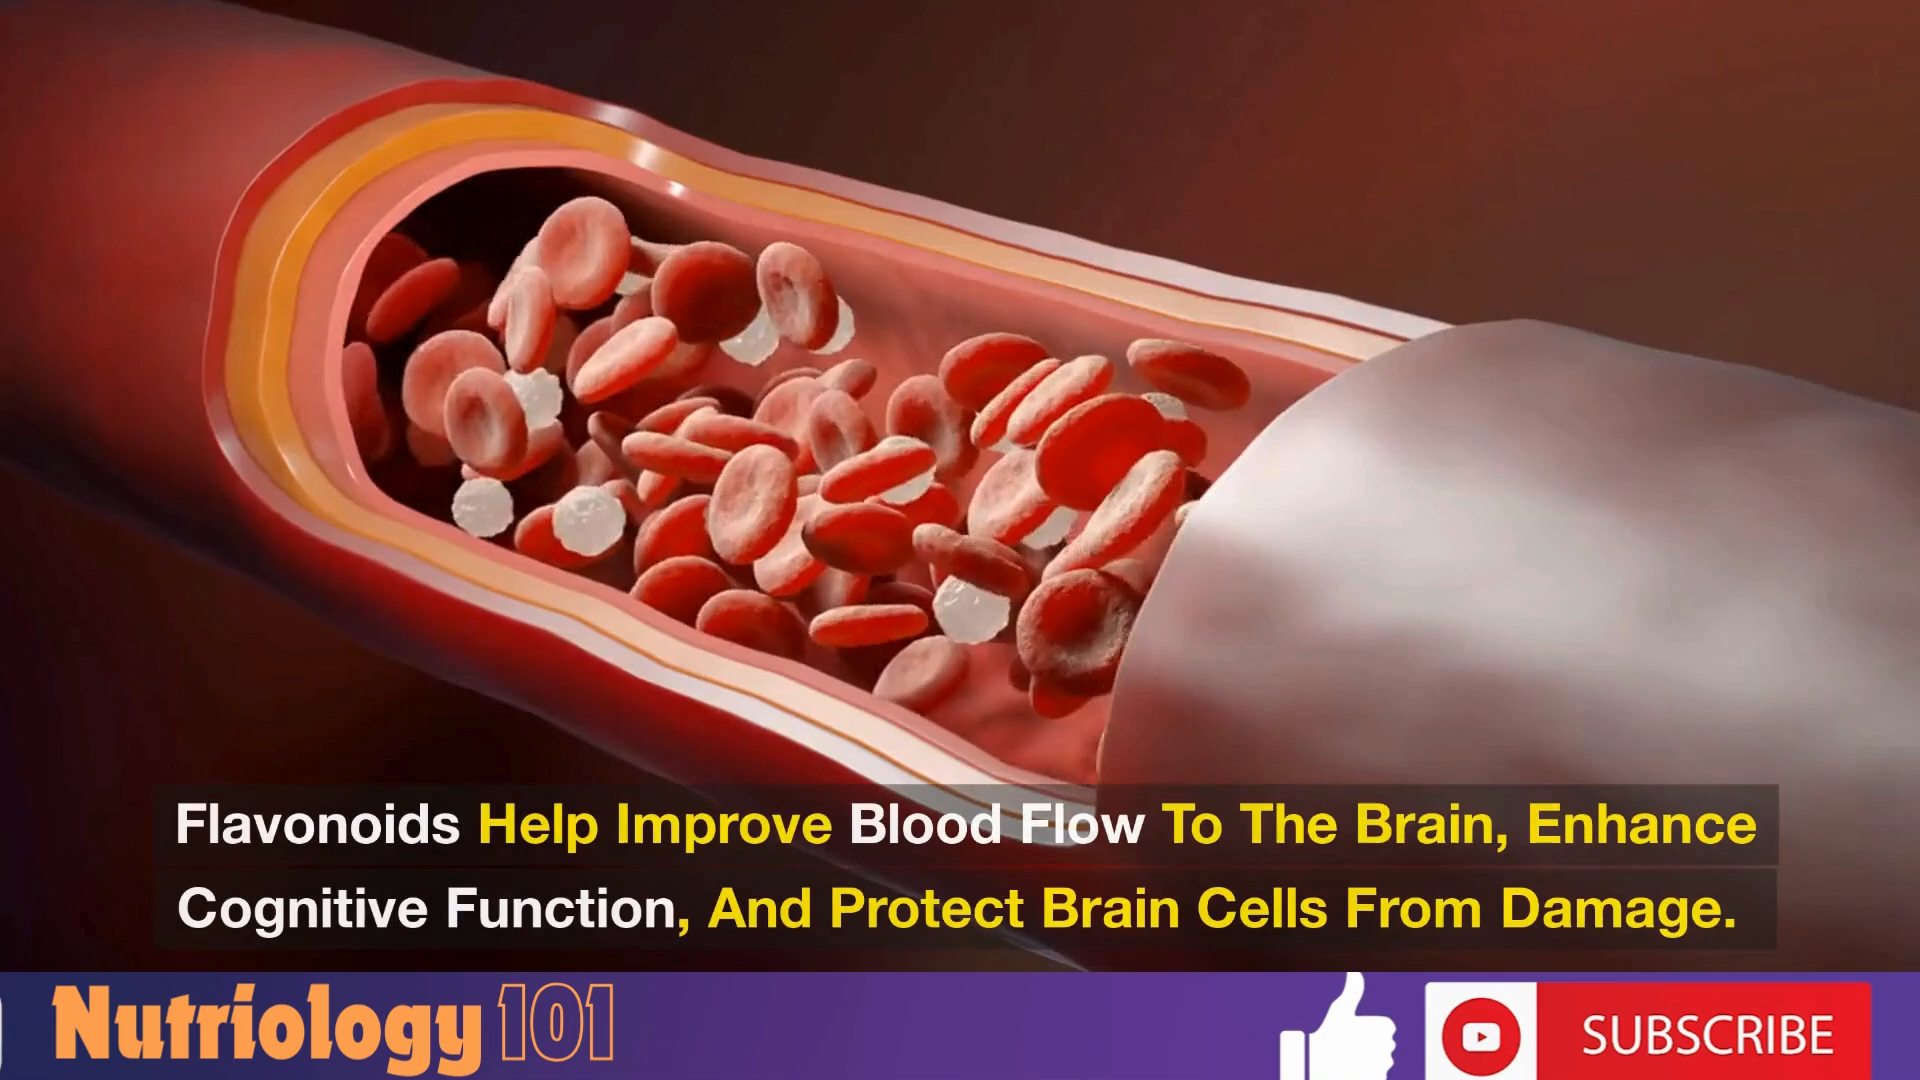 Flavonoids Help Improve Blood Flow To The Brain, Enhance
Cognitive Function, And Protect Brain Cells From Damage.
Nutriology 101
SUBSCRIBE